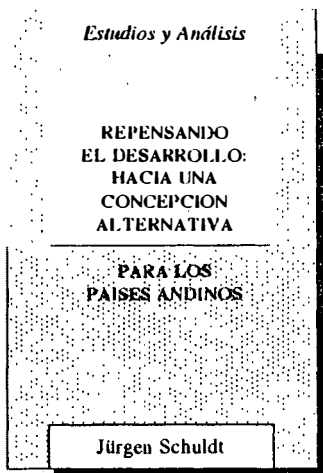 Estudios y Análisis
REPENSANDO
EL DESARROLLO:
HACIA UNA
CONCEPCION
ALTERNATIVA
PARA LOS
PAISES ANDINOS
Jürgen Schuldt